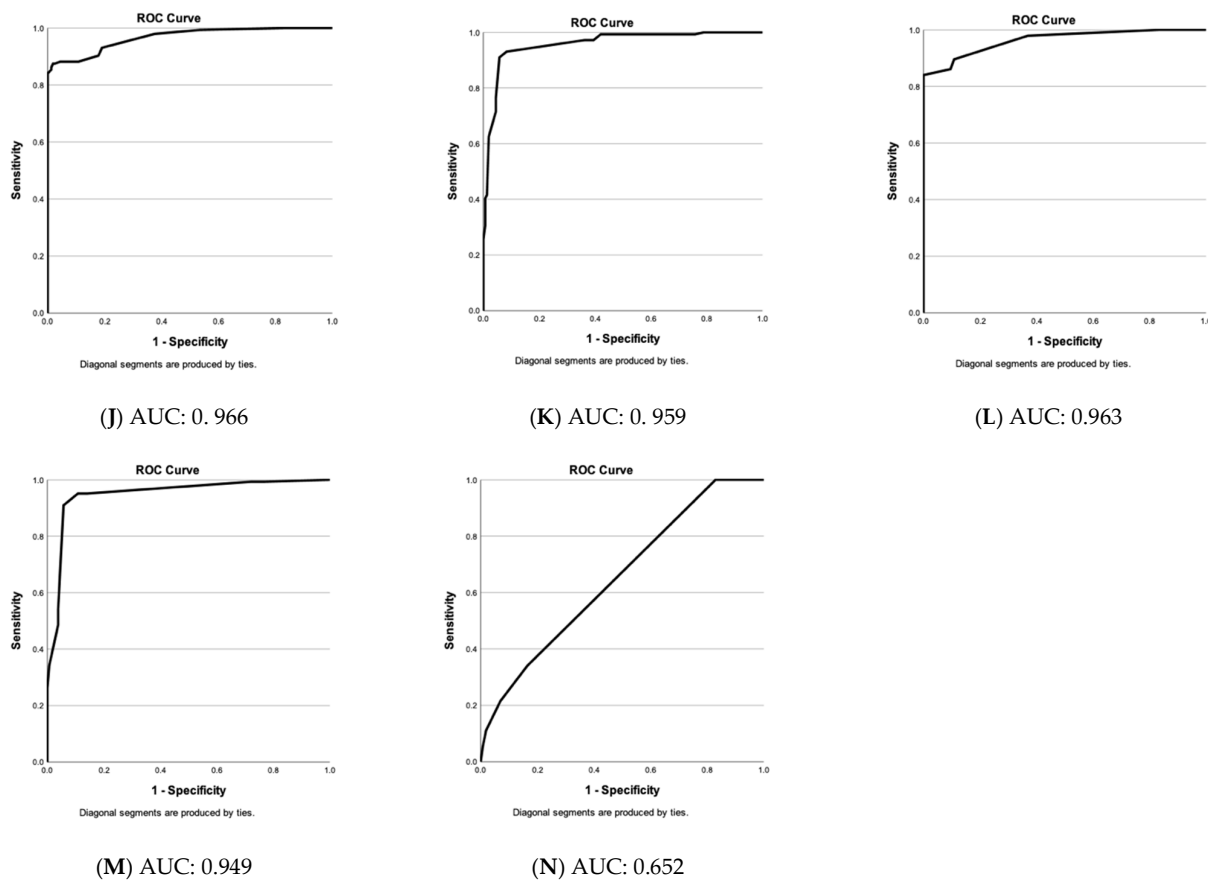 ROC Curve
1.0
0.8
0.6
0.4
0.2
0.0
Sensitivity
0.0 0.2 0.4 0.6 0.8 1.0
1 - Specificity
Diagonal segments are produced by ties.
(J) AUC: 0. 966
ROC Curve
1.0
0.8
0.6
0.4
0.2
0.0
Sensitivity
0.0 0.2 0.4 0.6 0.8 1.0
1 - Specificity
Diagonal segments are produced by ties.
(K) AUC: 0. 959
ROC Curve
1.0
0.8
0.6
0.4
0.2
0.0
Sensitivity
0.0 0.2 0.4 0.6 0.8 1.0
1 - Specificity
Diagonal segments are produced by ties.
(L) AUC: 0.963
ROC Curve
1.0
0.8
0.6
0.4
0.2
0.0
Sensitivity
0.0 0.2 0.4 0.6 0.8 1.0
1 - Specificity
Diagonal segments are produced by ties.
(M) AUC: 0.949
ROC Curve
1.0
0.8
0.6
0.4
0.2
0.0
Sensitivity
0.0 0.2 0.4 0.6 0.8 1.0
1 - Specificity
Diagonal segments are produced by ties.
(N) AUC: 0.652